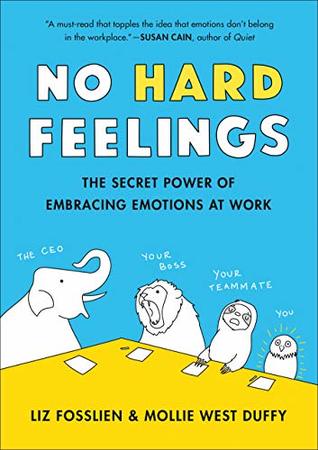 "A must-read that topples the idea that emotions don't belong
in the workplace." —SUSAN CAIN, author of Quiet
NO HARD
FEELINGS
THE SECRET POWER OF
EMBRACING EMOTIONS AT WORK
THE CEO
YOUR
BOSS
YOUR
TEAMMATE
YOU
LIZ FOSSLIEN & MOLLIE WEST DUFFY